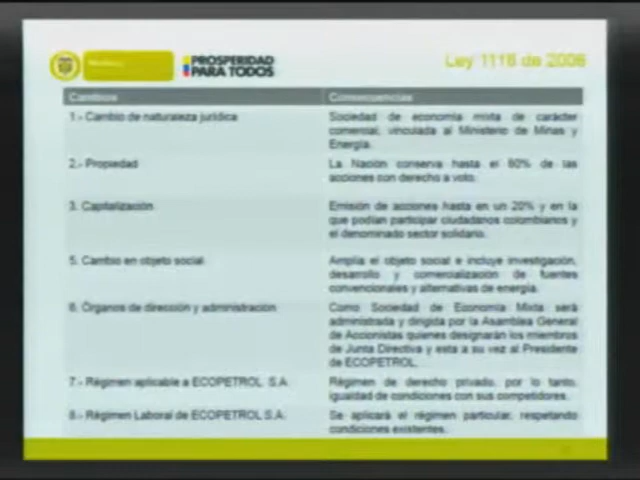 PROSPERIDAD
PARA TODOS
Ley 1118 de 2006
Cambios
Consecuencias
1.- Cambio de naturaleza jurídica
Sociedad de economía mixta de carácter
comercial, vinculada al Ministerio de Minas y
Energía.
2.- Propiedad
La Nación conserva hasta el 80% de las
acciones con derecho a voto.
3. Capitalización
Emisión de acciones hasta en un 20% y en la
que podían participar ciudadanos colombianos y
el denominado sector solidario.
5. Cambio en objeto social
Amplía el objeto social e incluye investigación,
desarrollo y comercialización de fuentes
convencionales y alternativas de energía.
6. Órganos de dirección y administración
Como Sociedad de Economía Mixta será
administrada y dirigida por la Asamblea General
de Accionistas quienes designarán los miembros
de Junta Directiva y esta a su vez al Presidente
de ECOPETROL.
7.- Régimen aplicable a ECOPETROL S.A.
Régimen de derecho privado, por lo tanto,
igualdad de condiciones con sus competidores.
8.- Régimen Laboral de ECOPETROL S.A.
Se aplicará el régimen particular, respetando
condiciones existentes.